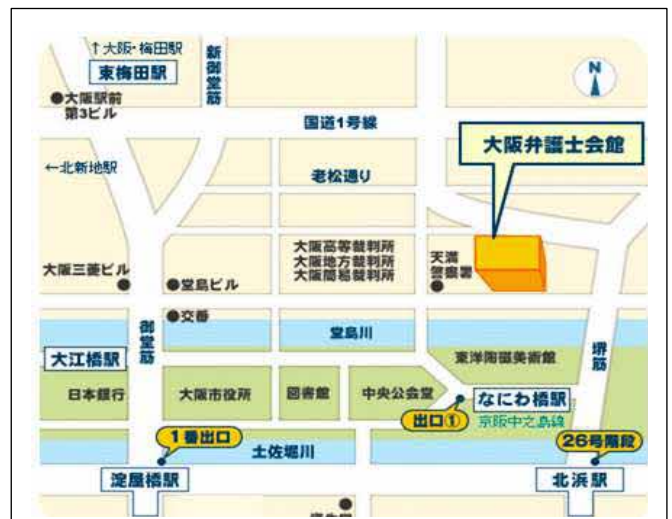 ↑大阪・梅田駅
東梅田駅
新御堂筋
N
●大阪駅前
第3ビル
国道1号線
大阪弁護士会館
←北新地駅
老松通り
大阪高等裁判所
大阪地方裁判所
大阪簡易裁判所
天満
警察署
大阪三菱ビル
堂島ビル
交番
御堂筋
堂島川
堺筋
大江橋駅
東洋陶磁美術館
日本銀行
大阪市役所
図書館
中央公会堂
なにわ橋駅
出口①
京阪中之島線
1番出口
土佐堀川
26号階段
淀屋橋駅
北浜駅